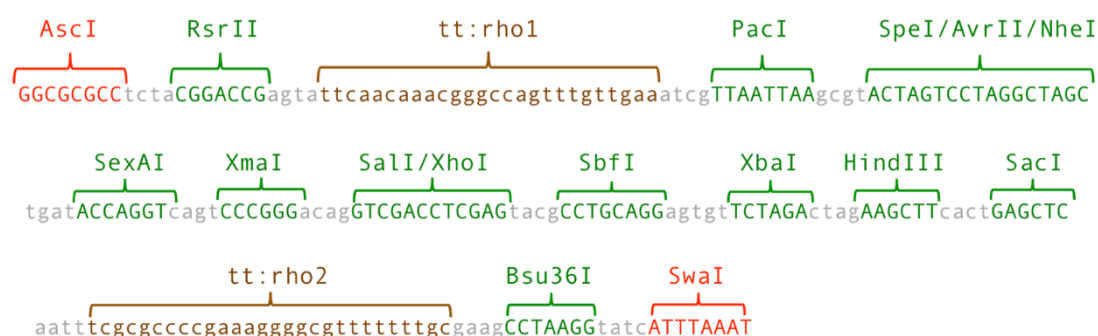 AscI RsrII tt:rho1 PacI SpeI/AvrII/NheI
GGCGCGCCtctaCGGACCGagtattcaacaaacgggccagtttgttgaaatcgTTAATTAAgcgtACTAGTCCTAGGCTAGC
SexAI XmaI SalI/XhoI SbfI XbaI HindIII SacI
tgatACCAGGTcagtCCCGGGacagGTCGACCTCGAGtacgCCTGCAGGagtgtTCTAGActagAAGCTTcactGAGCTC
tt:rho2 Bsu36I SwaI
aatttcgcgccccgaaaggggcgtttttttgcgaagCCTAAGGtatcATTTAAAT